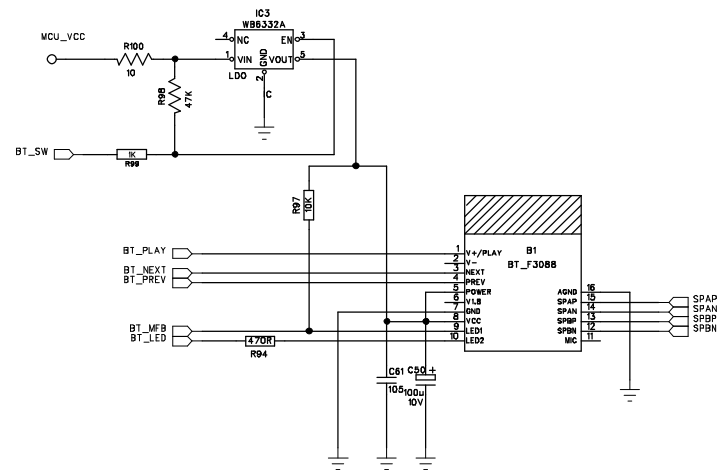 IC3
WB6332A
MCU_VCC
4 NC EN 3
R100
10
1 VIN GND VOUT 5
LDO 2
C
R98
47K
BT_SW
1K
R99
R97
10K
B1
BT_F3088
BT_PLAY 1 V+/PLAY
2 V-
BT_NEXT 3 NEXT
BT_PREV 4 PREV
5 POWER AGND 16
6 V1.8 SPAP 15 SPAP
7 GND SPAN 14 SPAN
8 VCC SPBP 13 SPBP
BT_MFB 9 LED1 SPBN 12 SPBN
BT_LED 470R 10 LED2 MIC 11
R94
C61
105
C50 +
100u
10V